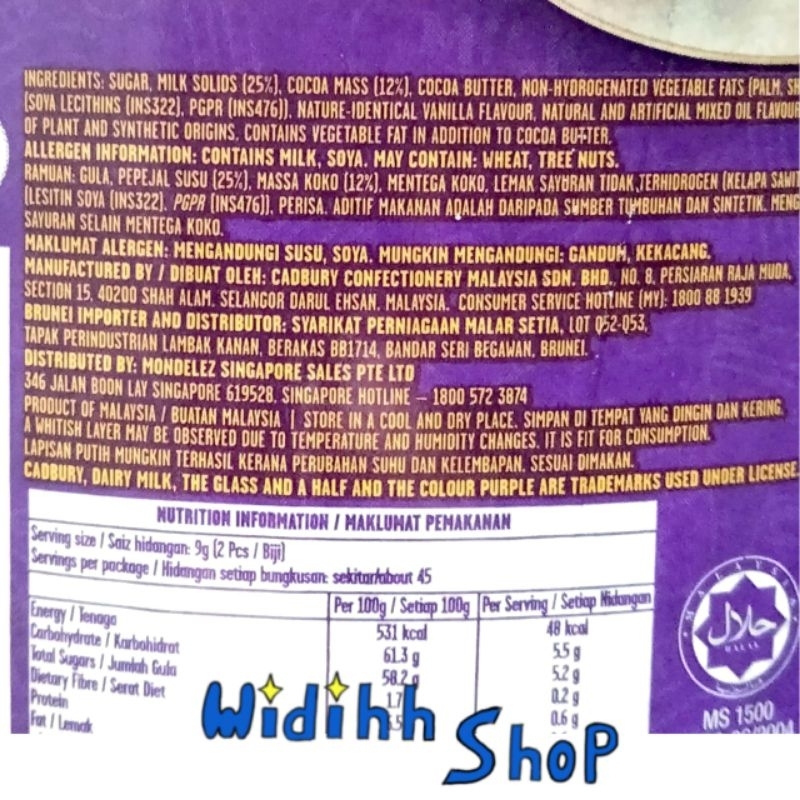 INGREDIENTS: SUGAR, MILK SOLIDS (25%), COCOA MASS (12%), COCOA BUTTER, NON-HYDROGENATED VEGETABLE FATS (PALM,
(SOYA LECITHINS (INS322), PGPR (INS476)), NATURE-IDENTICAL VANILLA FLAVOUR, NATURAL AND ARTIFICIAL MIXED OIL FLAVOUR
OF PLANT AND SYNTHETIC ORIGINS. CONTAINS VEGETABLE FAT IN ADDITION TO COCOA BUTTER.
ALLERGEN INFORMATION: CONTAINS MILK, SOYA. MAY CONTAIN: WHEAT, TREE NUTS.
RAMUAN: GULA, PEPEJAL SUSU (25%), MASSA KOKO (12%), MENTEGA KOKO, LEMAK SAYURAN TIDAK TERHIDROGEN (KELAPA SAWIT
(LESITIN SOYA (INS322), PGPR (INS476)), PERISA. ADITIF MAKANAN ADALAH DARIPADA SUMBER TUMBUHAN DAN SINTETIK. MENG
SAYURAN SELAIN MENTEGA KOKO.
MAKLUMAT ALERGEN: MENGANDUNGI SUSU, SOYA. MUNGKIN MENGANDUNGI: GANDUM, KEKACANG.
MANUFACTURED BY / DIBUAT OLEH: CADBURY CONFECTIONERY MALAYSIA SDN. BHD., NO. 8, PERSIARAN RAJA MUDA,
SECTION 15, 40200 SHAH ALAM, SELANGOR DARUL EHSAN, MALAYSIA. CONSUMER SERVICE HOTLINE (MY): 1800 88 1939
BRUNEI IMPORTER AND DISTRIBUTOR: SYARIKAT PERNIAGAAN MALAR SETIA, LOT Q52-Q53,
TAPAK PERINDUSTRIAN LAMBAK KANAN, BERAKAS BB1714, BANDAR SERI BEGAWAN, BRUNEI.
DISTRIBUTED BY: MONDELEZ SINGAPORE SALES PTE LTD
346 JALAN BOON LAY SINGAPORE 619528. SINGAPORE HOTLINE – 1800 572 3874
PRODUCT OF MALAYSIA / BUATAN MALAYSIA | STORE IN A COOL AND DRY PLACE. SIMPAN DI TEMPAT YANG DINGIN DAN KERING.
A WHITISH LAYER MAY BE OBSERVED DUE TO TEMPERATURE AND HUMIDITY CHANGES. IT IS FIT FOR CONSUMPTION.
LAPISAN PUTIH MUNGKIN TERHASIL KERANA PERUBAHAN SUHU DAN KELEMBAPAN. SESUAI DIMAKAN.
CADBURY, DAIRY MILK, THE GLASS AND A HALF AND THE COLOUR PURPLE ARE TRADEMARKS USED UNDER LICENSE.
NUTRITION INFORMATION / MAKLUMAT PEMAKANAN
Serving size / Saiz hidangan: 9g (2 Pcs / Biji)
Servings per package / Hidangan setiap bungkusan: sekitar/about 45
Per 100g / Setiap 100g Per Serving / Setiap Hidangan
Energy / Tenaga 531 kcal 48 kcal
Carbohydrate / Karbohidrat 61.3 g 5.5 g
Total Sugars / Jumlah Gula 58.2 g 5.2 g
Dietary Fibre / Serat Diet 1.7 0.2 g
Protein 0.6 g
Fat / Lemak
MALAYSIA
حلال
HALAL
MS 1500
Widihh
Shop